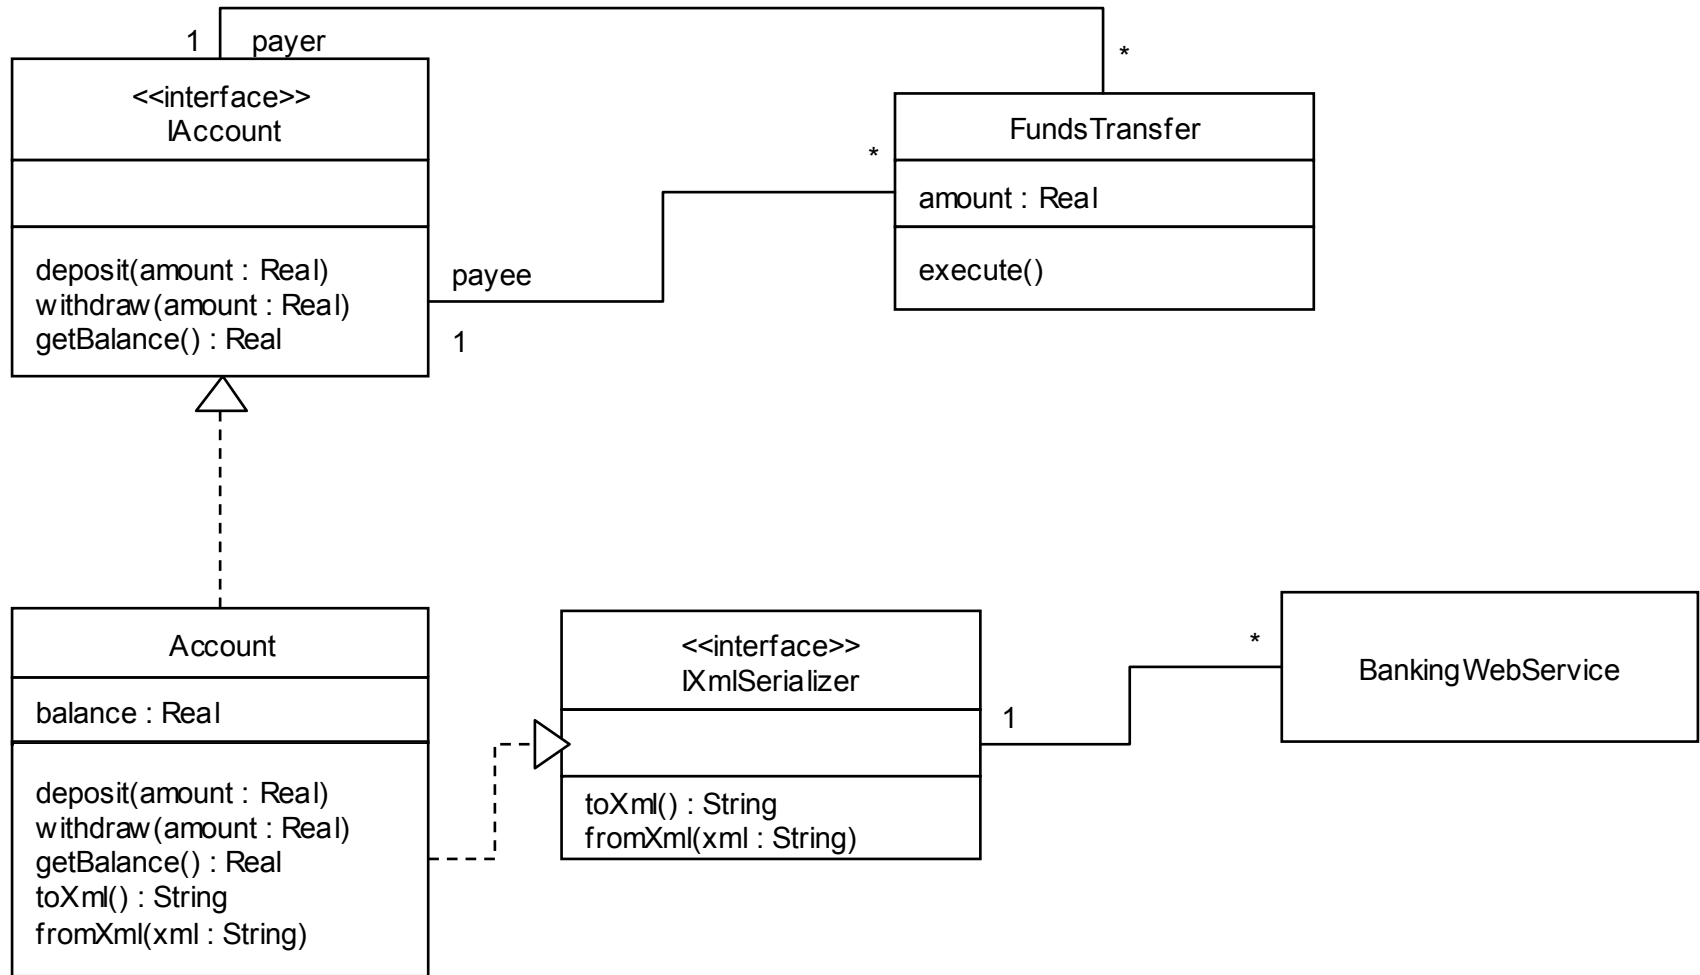 1 payer
*
<<interface>>
IAccount
deposit(amount : Real)
withdraw(amount : Real)
getBalance() : Real
payee
1
*
FundsTransfer
amount : Real
execute()
Account
balance : Real
deposit(amount : Real)
withdraw(amount : Real)
getBalance() : Real
toXml() : String
fromXml(xml : String)
<<interface>>
IXmlSerializer
toXml() : String
fromXml(xml : String)
1
*
BankingWebService